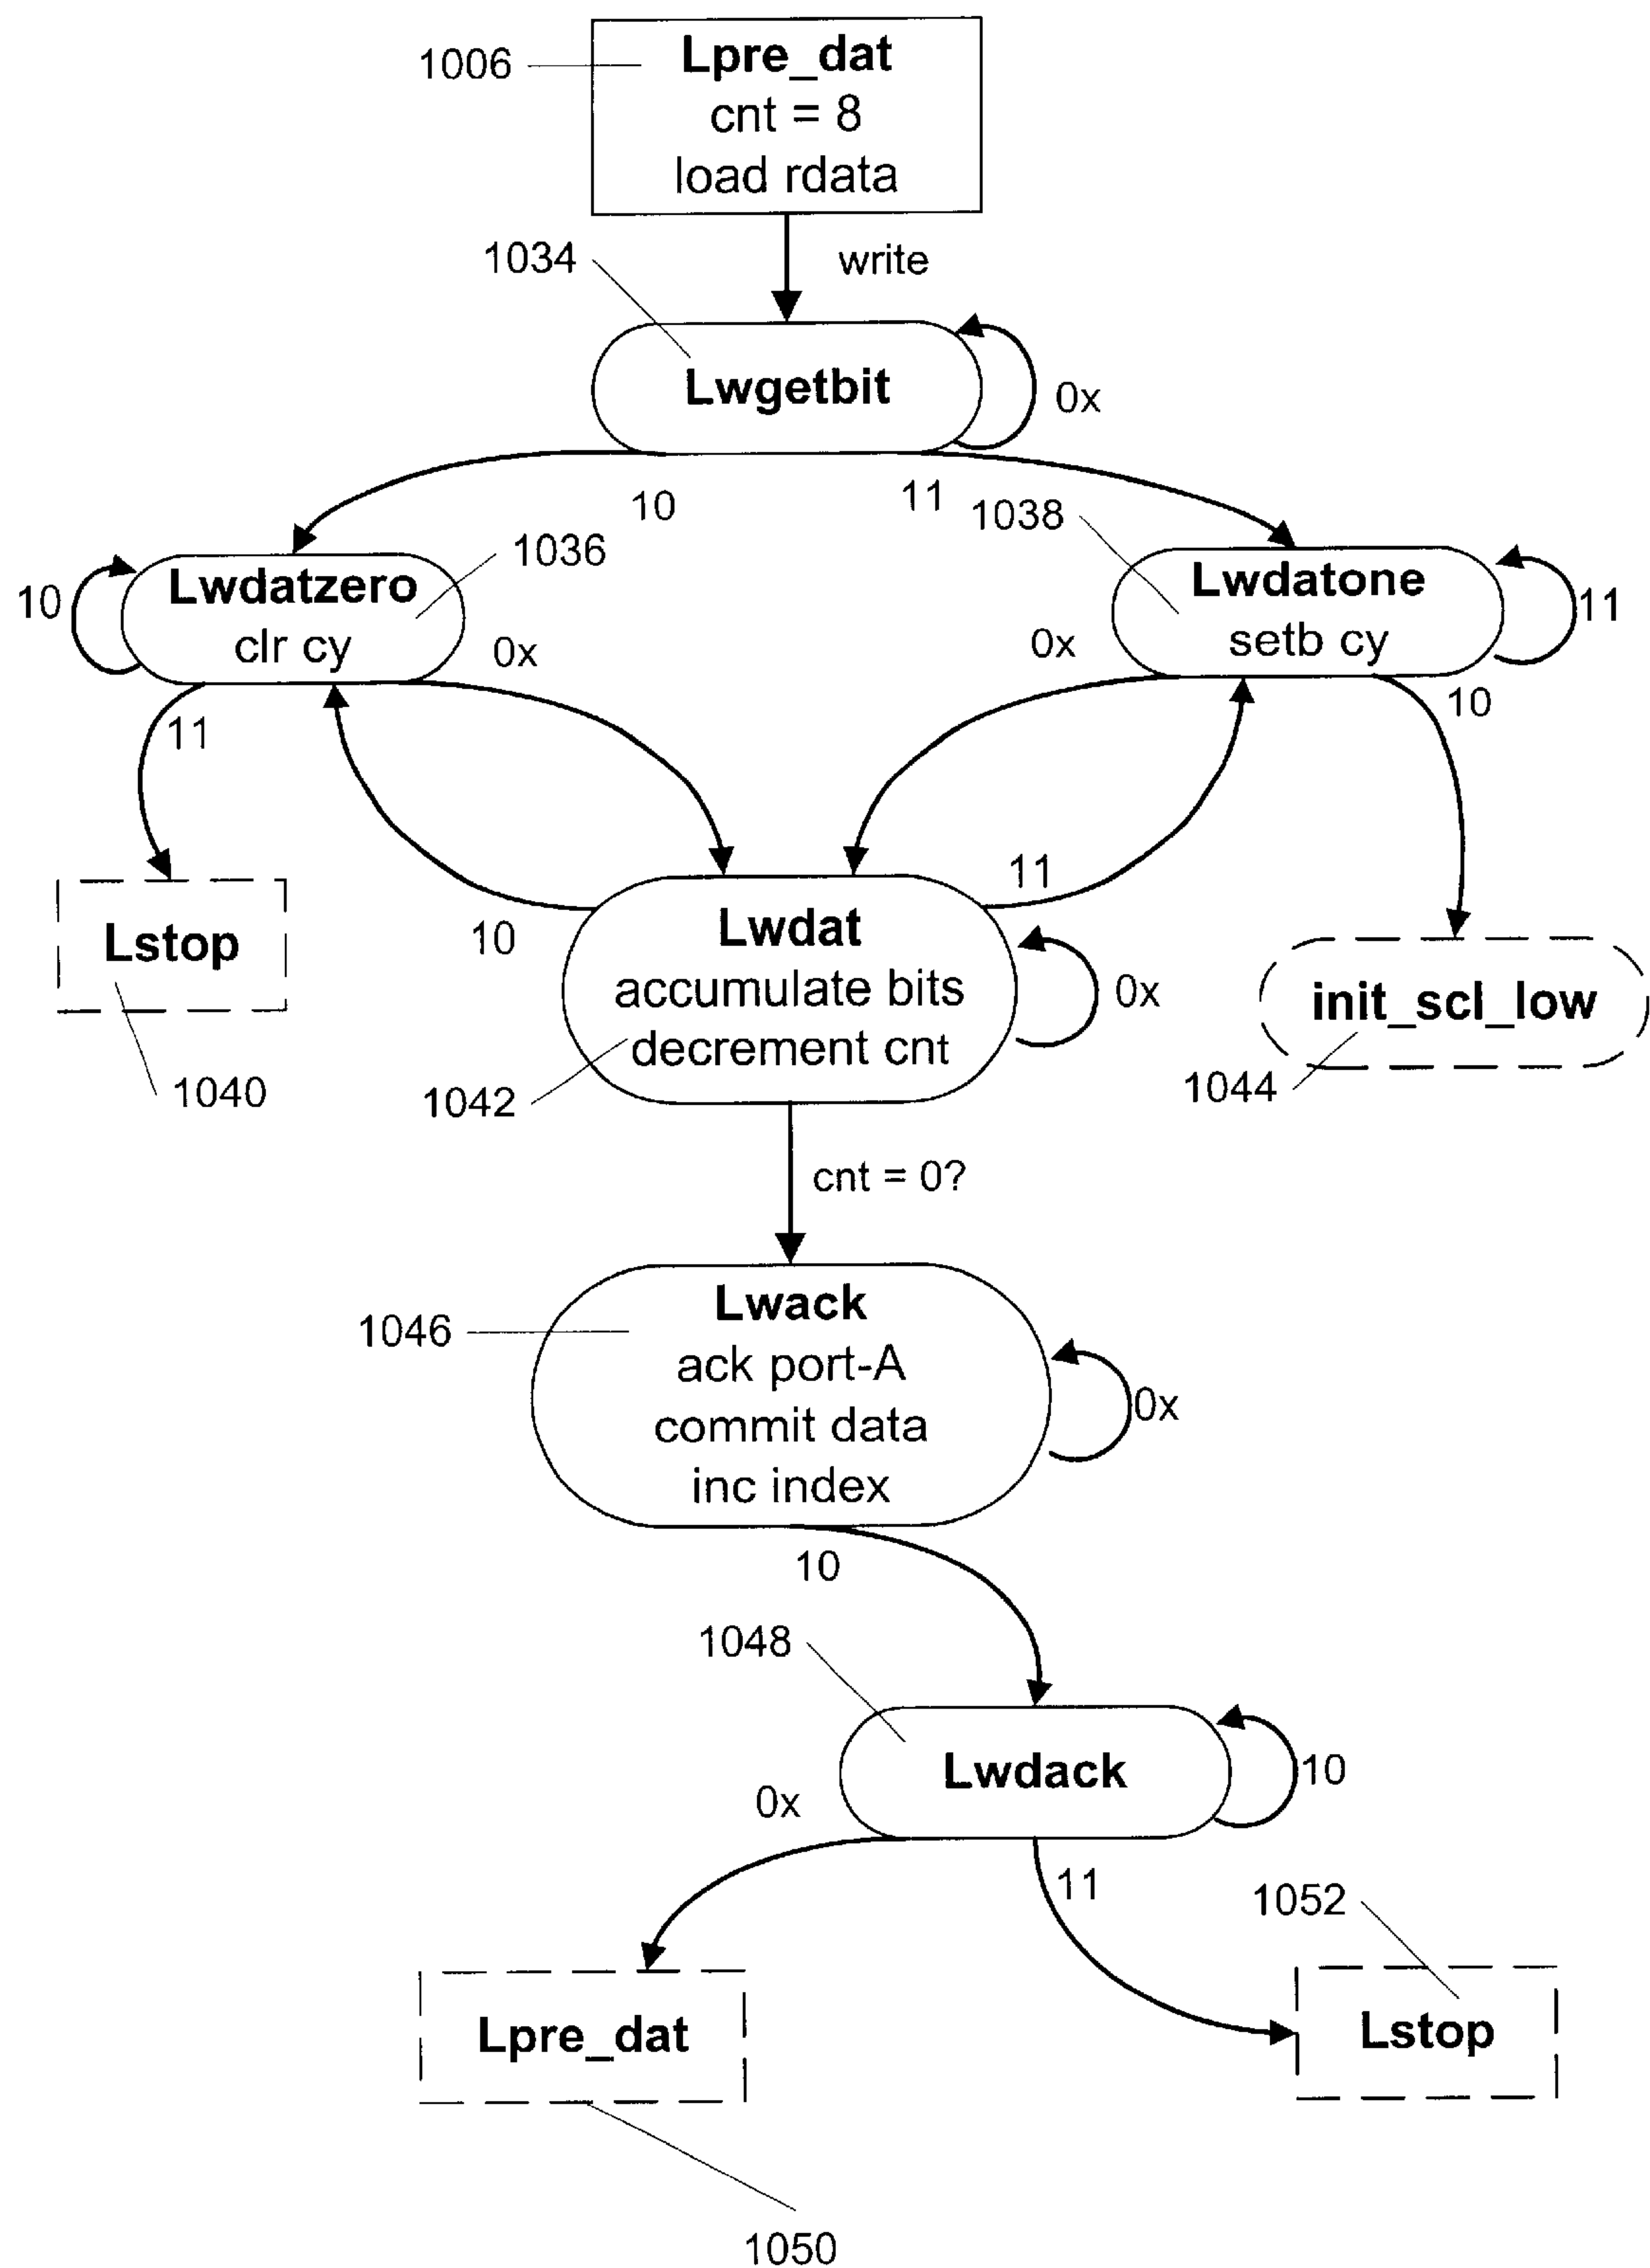 1006
Lpre_dat
cnt = 8
load rdata
1034
write
Lwgetbit
0x
10
11
1038
1036
Lwdatzero
clr cy
10
0x
Lwdatone
setb cy
11
0x
10
11
11
10
Lstop
1040
Lwdat
accumulate bits
decrement cnt
0x
1042
init_scl_low
1044
cnt = 0?
1046
Lwack
ack port-A
commit data
inc index
0x
10
1048
Lwdack
10
0x
11
1052
Lpre_dat
Lstop
1050